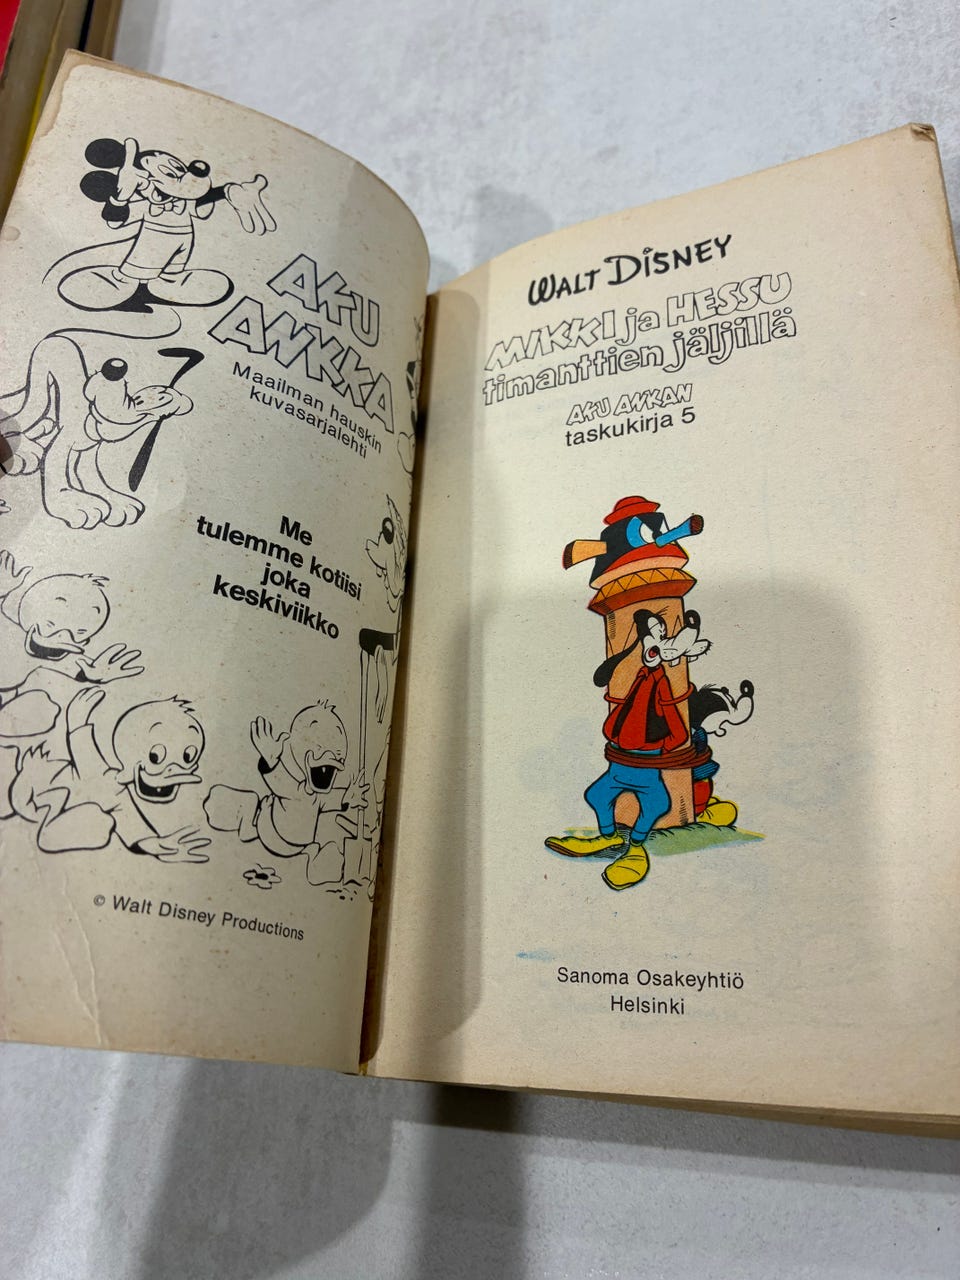 AKU
ANKKA
Maailman hauskin
kuvasarjalehti
Me
tulemme kotiisi
joka
keskiviikko
© Walt Disney Productions
WALT DISNEY
MIKKI ja HESSU
timanttien jäljillä
AKU ANKAN
taskukirja 5
Sanoma Osakeyhtiö
Helsinki